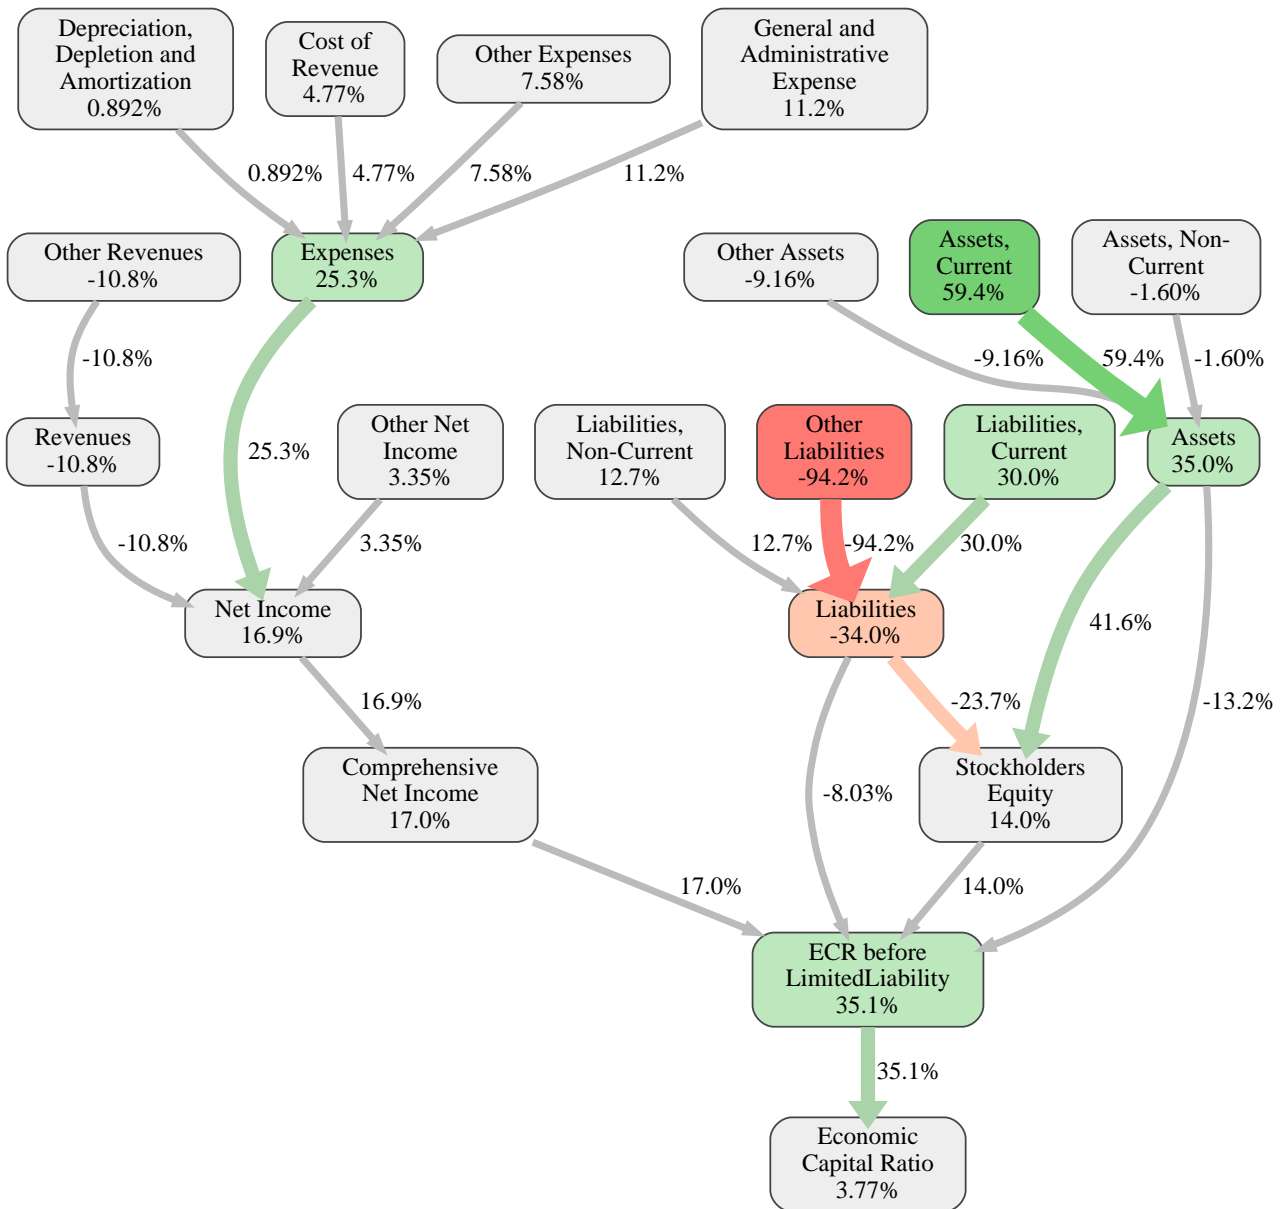 Depreciation,
Depletion and
Amortization
0.892%
Cost of
Revenue
4.77%
Other Expenses
7.58%
General and
Administrative
Expense
11.2%
0.892%
4.77%
7.58%
11.2%
Other Revenues
-10.8%
Expenses
25.3%
Other Assets
-9.16%
Assets,
Current
59.4%
Assets, Non-
Current
-1.60%
-10.8%
-9.16%
59.4%
-1.60%
Revenues
-10.8%
25.3%
Other Net
Income
3.35%
Liabilities,
Non-Current
12.7%
Other
Liabilities
-94.2%
Liabilities,
Current
30.0%
Assets
35.0%
-10.8%
3.35%
12.7%
-94.2%
30.0%
Net Income
16.9%
Liabilities
-34.0%
41.6%
16.9%
-23.7%
-13.2%
Comprehensive
Net Income
17.0%
-8.03%
Stockholders
Equity
14.0%
17.0%
14.0%
ECR before
LimitedLiability
35.1%
35.1%
Economic
Capital Ratio
3.77%